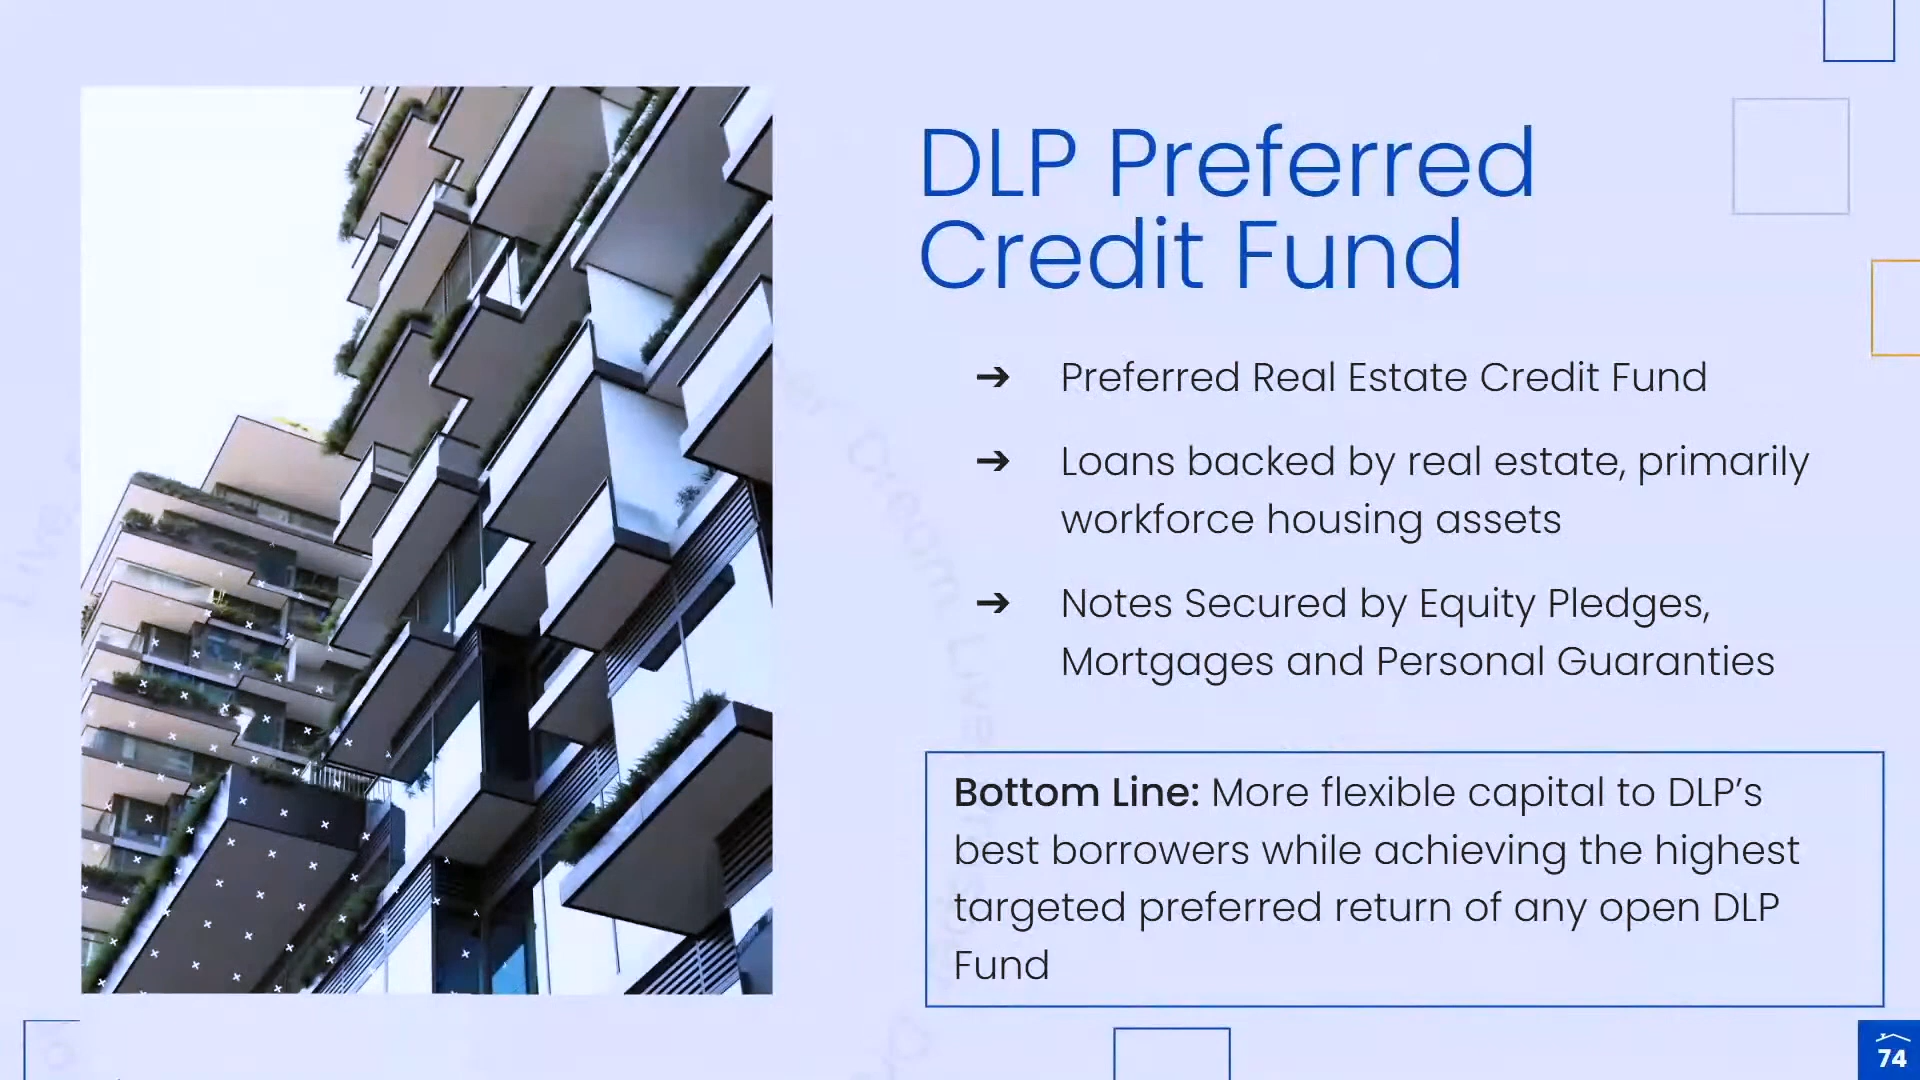 DLP Preferred
Credit Fund
➔ Preferred Real Estate Credit Fund
➔ Loans backed by real estate, primarily
workforce housing assets
➔ Notes Secured by Equity Pledges,
Mortgages and Personal Guaranties
Bottom Line: More flexible capital to DLP’s
best borrowers while achieving the highest
targeted preferred return of any open DLP
Fund
74